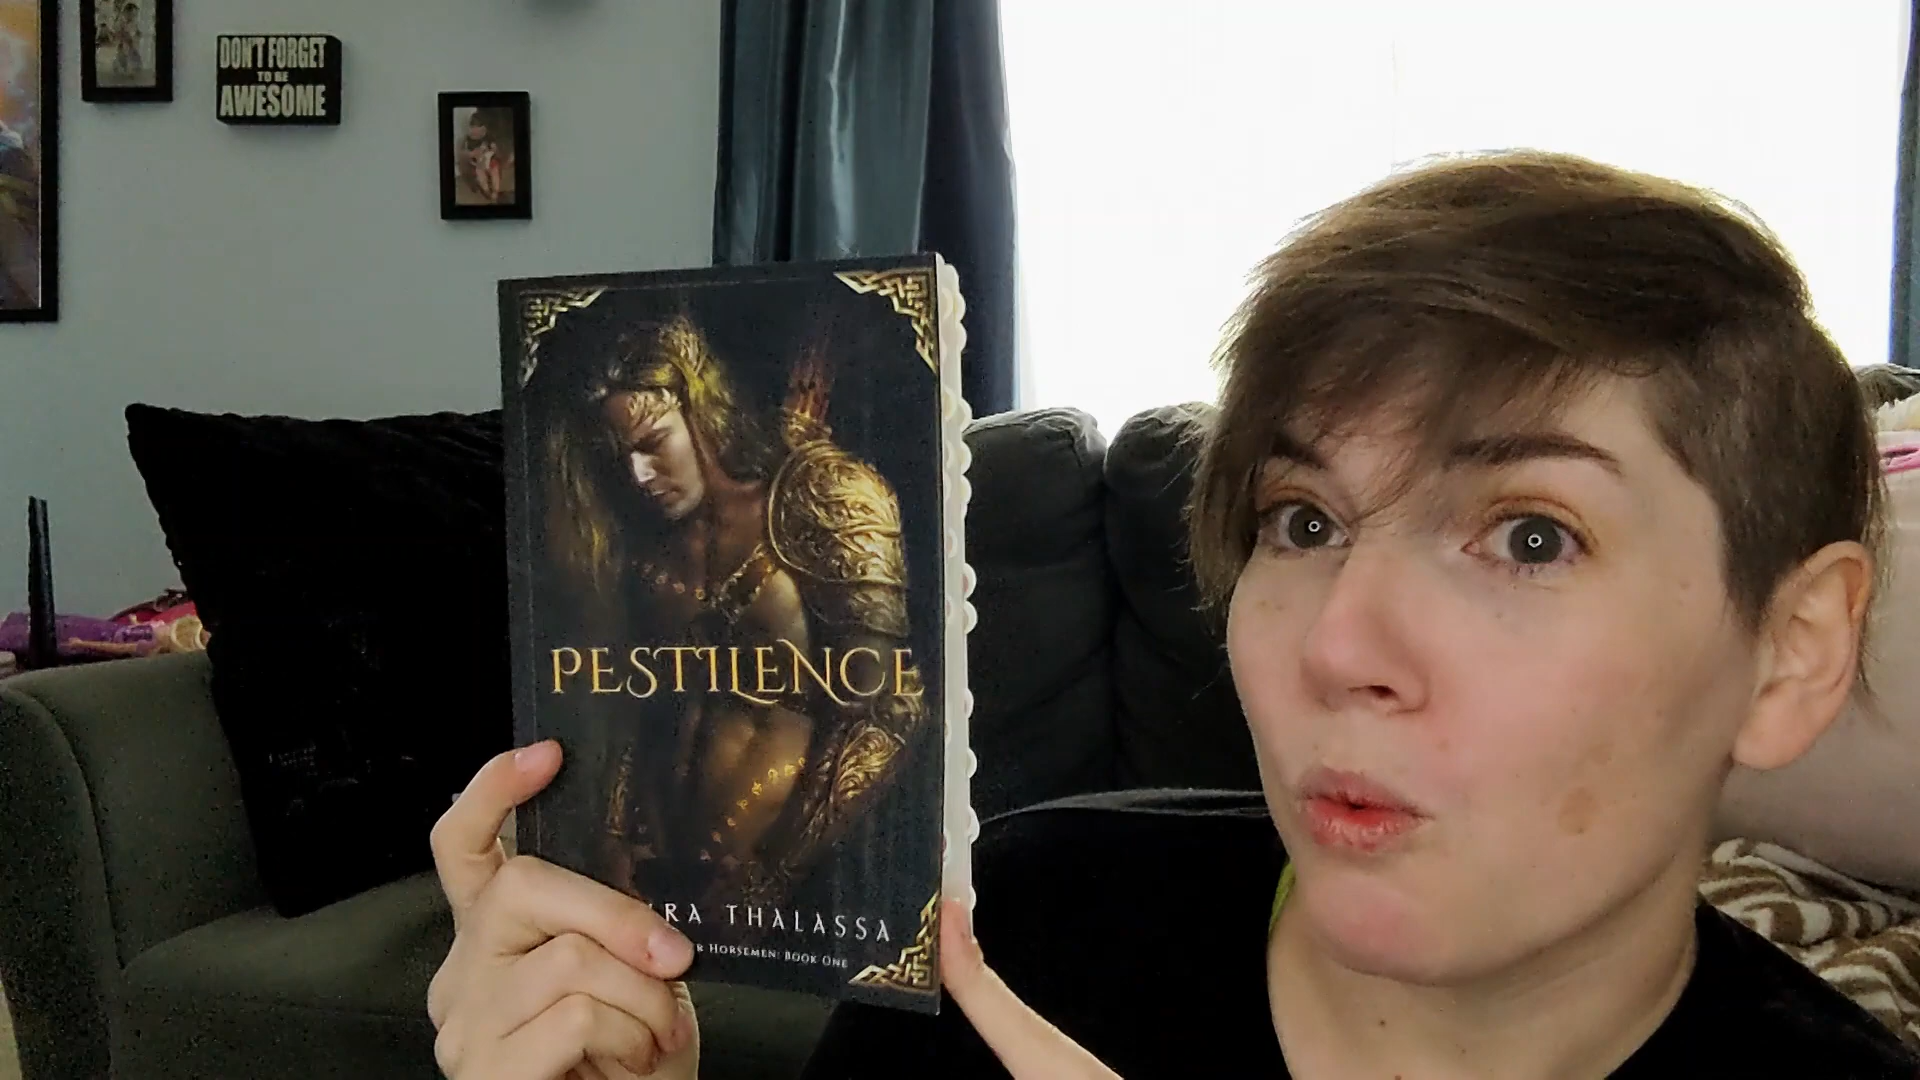 DON'T FORGET
TO BE
AWESOME
PESTILENCE
THALASSA
HORSEMEN: BOOK ONE